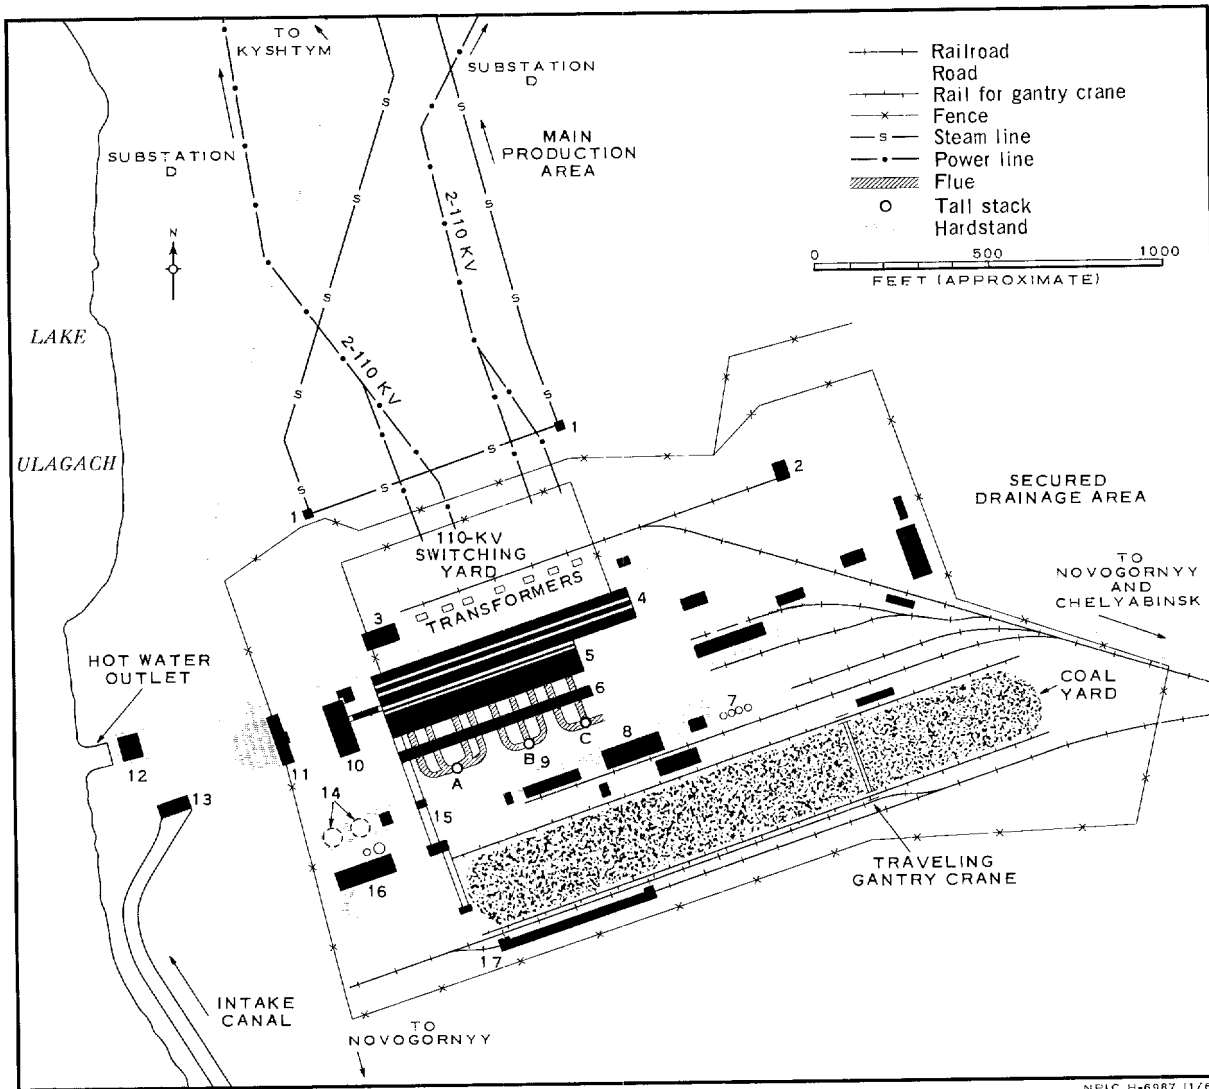 TO
KYSHTYM
SUBSTATION
D
SUBSTATION
D
MAIN
PRODUCTION
AREA
Railroad
Road
Rail for gantry crane
Fence
S
Steam line
Power line
Flue
Tall stack
Hardstand
0 500 1000
FEET (APPROXIMATE)
N
S
S
S
S
S
S
S
S
S
S
2-110 KV
2-110 KV
LAKE
ULAGACH
1
1
2
SECURED
DRAINAGE AREA
110-KV
SWITCHING
YARD
TO
NOVOGORNYY
AND
CHELYABINSK
TRANSFORMERS
3
4
5
6
7
8
9
HOT WATER
OUTLET
COAL
YARD
A
B
C
10
11
12
13
14
15
16
17
TRAVELING
GANTRY CRANE
INTAKE
CANAL
TO
NOVOGORNYY